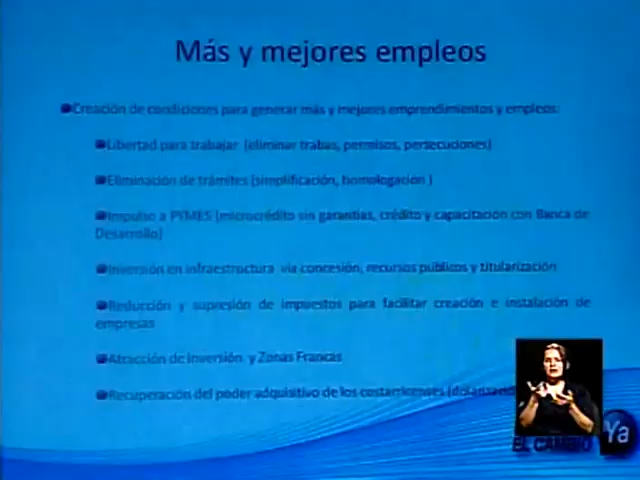 Más y mejores empleos
Creación de condiciones para generar más y mejores emprendimientos y empleos:
Libertad para trabajar (eliminar trabas, permisos, persecuciones)
Eliminación de trámites (simplificación, homologación )
Impulso a PYMES (microcrédito sin garantías, crédito y capacitación con Banca de
Desarrollo)
Inversión en infraestructura vía concesión, recursos públicos y titularización
Reducción y supresión de impuestos para facilitar creación e instalación de
empresas
Atracción de inversión y Zonas Francas
Recuperación del poder adquisitivo de los costarricenses
EL CAMBIO
Ya